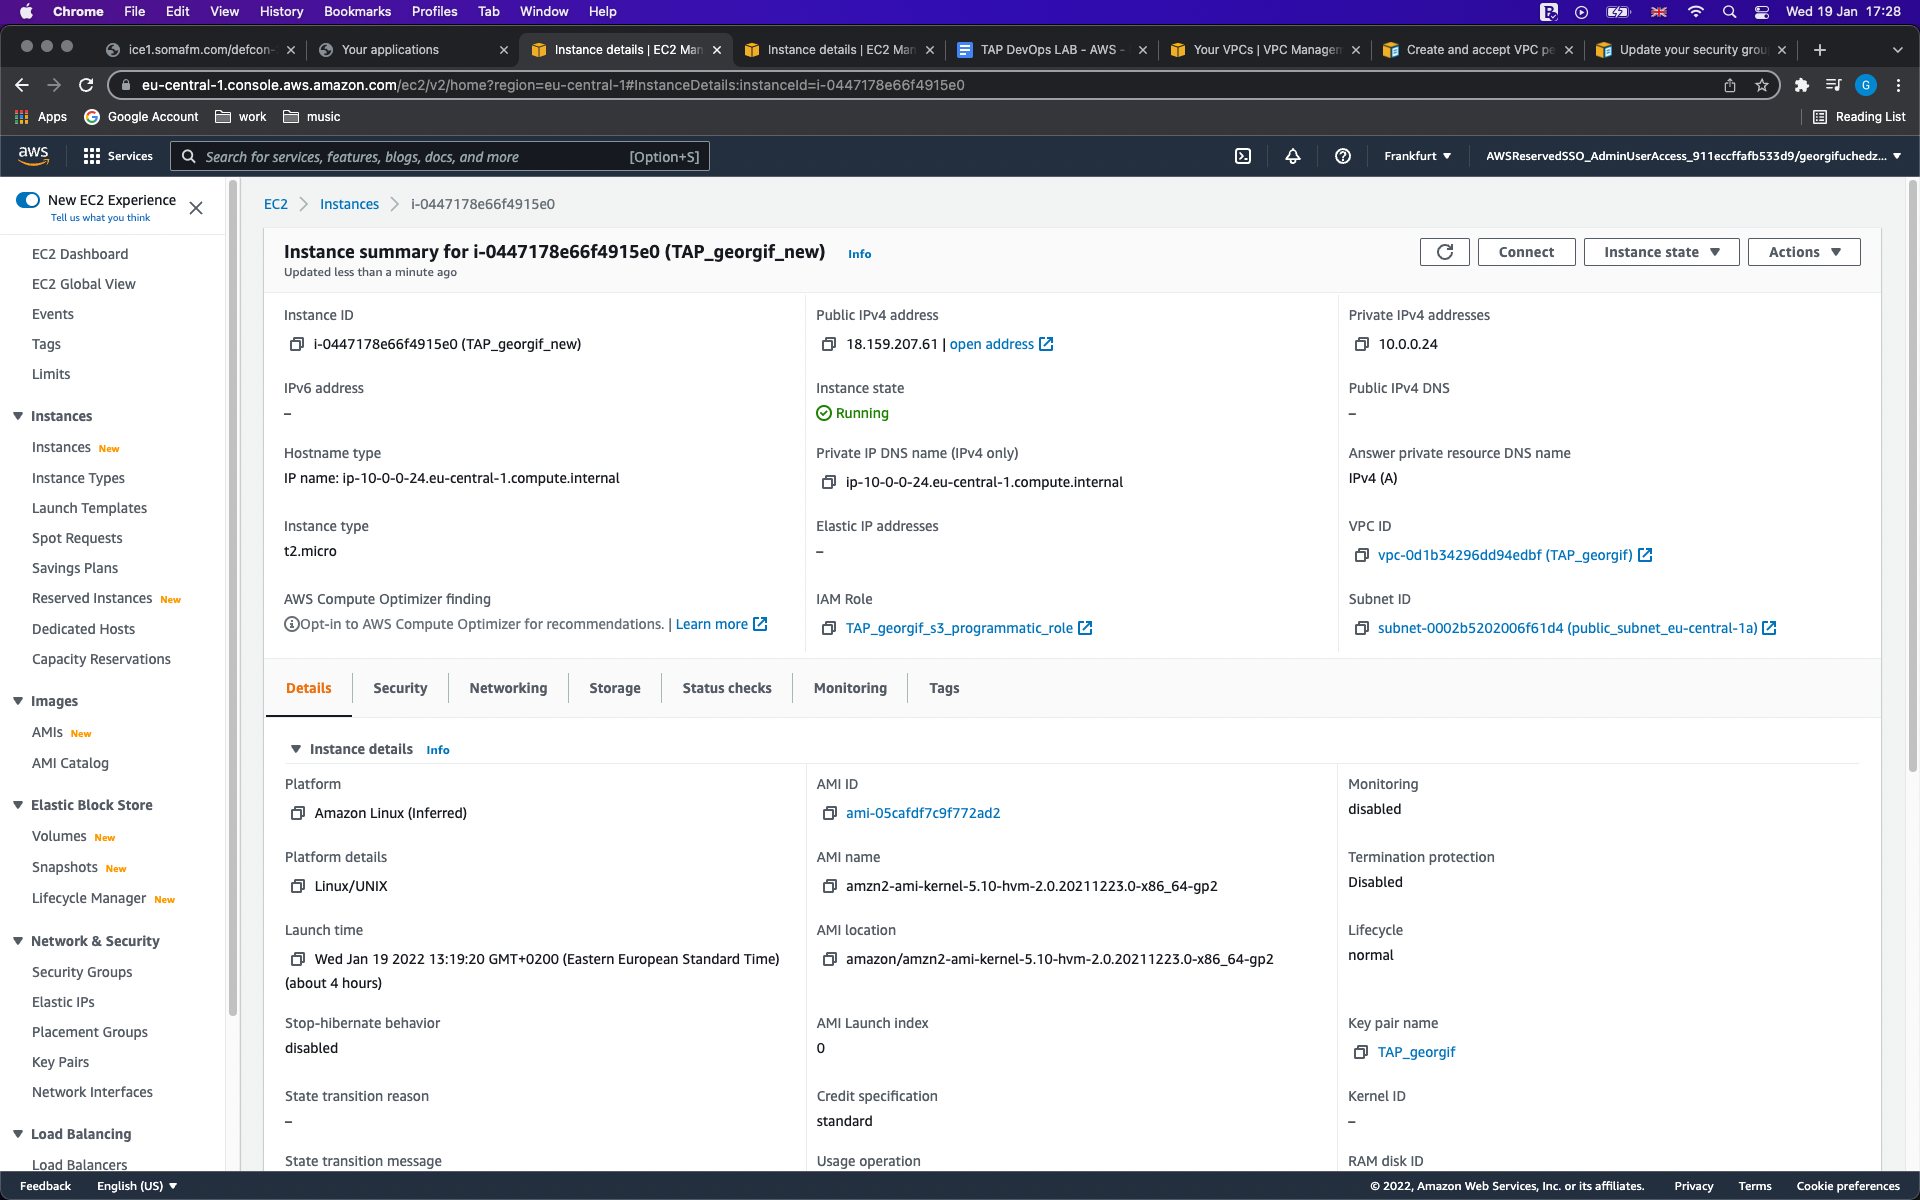 Chrome File Edit View History Bookmarks Profiles Tab Window Help Wed 19 Jan 17:28
ice1.somafm.com/defcon- Your applications Instance details | EC2 Man Instance details | EC2 Man TAP DevOps LAB - AWS - Your VPCs | VPC Managem Create and accept VPC pe Update your security grou
eu-central-1.console.aws.amazon.com/ec2/v2/home?region=eu-central-1#InstanceDetails:instanceId=i-0447178e66f4915e0 G
Apps Google Account work music Reading List
aws Services Search for services, features, blogs, docs, and more [Option+S] Frankfurt AWSReservedSSO_AdminUserAccess_911eccffafb533d9/georgifuchedz...
New EC2 Experience
Tell us what you think
EC2 Dashboard
EC2 Global View
Events
Tags
Limits
Instances
Instances New
Instance Types
Launch Templates
Spot Requests
Savings Plans
Reserved Instances New
Dedicated Hosts
Capacity Reservations
Images
AMIs New
AMI Catalog
Elastic Block Store
Volumes New
Snapshots New
Lifecycle Manager New
Network & Security
Security Groups
Elastic IPs
Placement Groups
Key Pairs
Network Interfaces
Load Balancing
Load Balancers
EC2 Instances i-0447178e66f4915e0
Instance summary for i-0447178e66f4915e0 (TAP_georgif_new) Info
Updated less than a minute ago
Connect Instance state Actions
Instance ID
i-0447178e66f4915e0 (TAP_georgif_new)
Public IPv4 address
18.159.207.61 | open address
Private IPv4 addresses
10.0.0.24
IPv6 address
–
Instance state
Running
Public IPv4 DNS
–
Hostname type
IP name: ip-10-0-0-24.eu-central-1.compute.internal
Private IP DNS name (IPv4 only)
ip-10-0-0-24.eu-central-1.compute.internal
Answer private resource DNS name
IPv4 (A)
Instance type
t2.micro
Elastic IP addresses
–
VPC ID
vpc-0d1b34296dd94edbf (TAP_georgif)
AWS Compute Optimizer finding
Opt-in to AWS Compute Optimizer for recommendations. | Learn more
IAM Role
TAP_georgif_s3_programmatic_role
Subnet ID
subnet-0002b5202006f61d4 (public_subnet_eu-central-1a)
Details Security Networking Storage Status checks Monitoring Tags
Instance details Info
Platform
Amazon Linux (Inferred)
AMI ID
ami-05cafdf7c9f772ad2
Monitoring
disabled
Platform details
Linux/UNIX
AMI name
amzn2-ami-kernel-5.10-hvm-2.0.20211223.0-x86_64-gp2
Termination protection
Disabled
Launch time
Wed Jan 19 2022 13:19:20 GMT+0200 (Eastern European Standard Time)
(about 4 hours)
AMI location
amazon/amzn2-ami-kernel-5.10-hvm-2.0.20211223.0-x86_64-gp2
Lifecycle
normal
Stop-hibernate behavior
disabled
AMI Launch index
0
Key pair name
TAP_georgif
State transition reason
–
Credit specification
standard
Kernel ID
–
State transition message
Usage operation
RAM disk ID
Feedback English (US) © 2022, Amazon Web Services, Inc. or its affiliates. Privacy Terms Cookie preferences